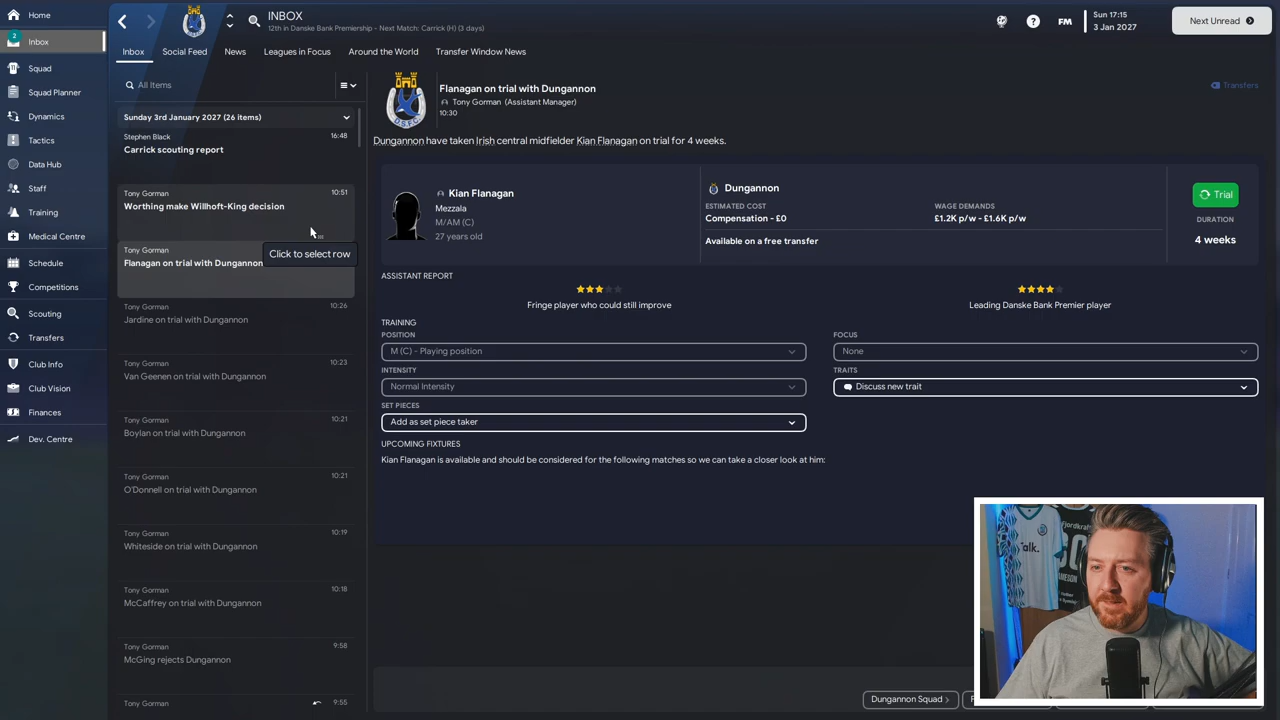 Home
INBOX
12th in Danske Bank Premiership - Next Match: Carrick (H) (3 days)
FM
Sun 17:15
3 Jan 2027
Next Unread
2
Inbox
Squad
Squad Planner
Dynamics
Tactics
Data Hub
Staff
Training
Medical Centre
Schedule
Competitions
Scouting
Transfers
Club Info
Club Vision
Finances
Dev. Centre
Inbox
Social Feed
News
Leagues in Focus
Around the World
Transfer Window News
All Items
Sunday 3rd January 2027 (26 items)
Stephen Black
16:48
Carrick scouting report
Tony Gorman
10:51
Worthing make Willhoft-King decision
Tony Gorman
Click to select row
Flanagan on trial with Dungannon
Tony Gorman
10:26
Jardine on trial with Dungannon
Tony Gorman
10:23
Van Geenen on trial with Dungannon
Tony Gorman
10:21
Boylan on trial with Dungannon
Tony Gorman
10:21
O'Donnell on trial with Dungannon
Tony Gorman
10:19
Whiteside on trial with Dungannon
Tony Gorman
10:18
McCaffrey on trial with Dungannon
Tony Gorman
9:58
McGing rejects Dungannon
Tony Gorman
9:55
D.S.F.C.
Flanagan on trial with Dungannon
Tony Gorman (Assistant Manager)
10:30
Transfers
Dungannon have taken Irish central midfielder Kian Flanagan on trial for 4 weeks.
Kian Flanagan
Mezzala
M/AM (C)
27 years old
Dungannon
ESTIMATED COST
Compensation - £0
WAGE DEMANDS
£1.2K p/w - £1.6K p/w
Available on a free transfer
Trial
DURATION
4 weeks
ASSISTANT REPORT
Fringe player who could still improve
Leading Danske Bank Premier player
TRAINING
POSITION
M (C) - Playing position
FOCUS
None
INTENSITY
Normal Intensity
TRAITS
Discuss new trait
SET PIECES
Add as set piece taker
UPCOMING FIXTURES
Kian Flanagan is available and should be considered for the following matches so we can take a closer look at him:
Talk.
Dungannon Squad